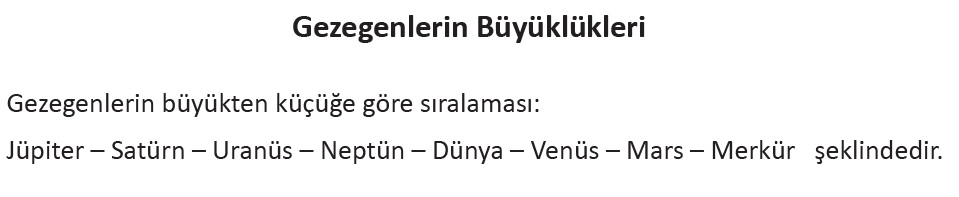 Gezegenlerin Büyüklükleri
Gezegenlerin büyükten küçüğe göre sıralaması:
Jüpiter – Satürn – Uranüs – Neptün – Dünya – Venüs – Mars – Merkür şeklindedir.